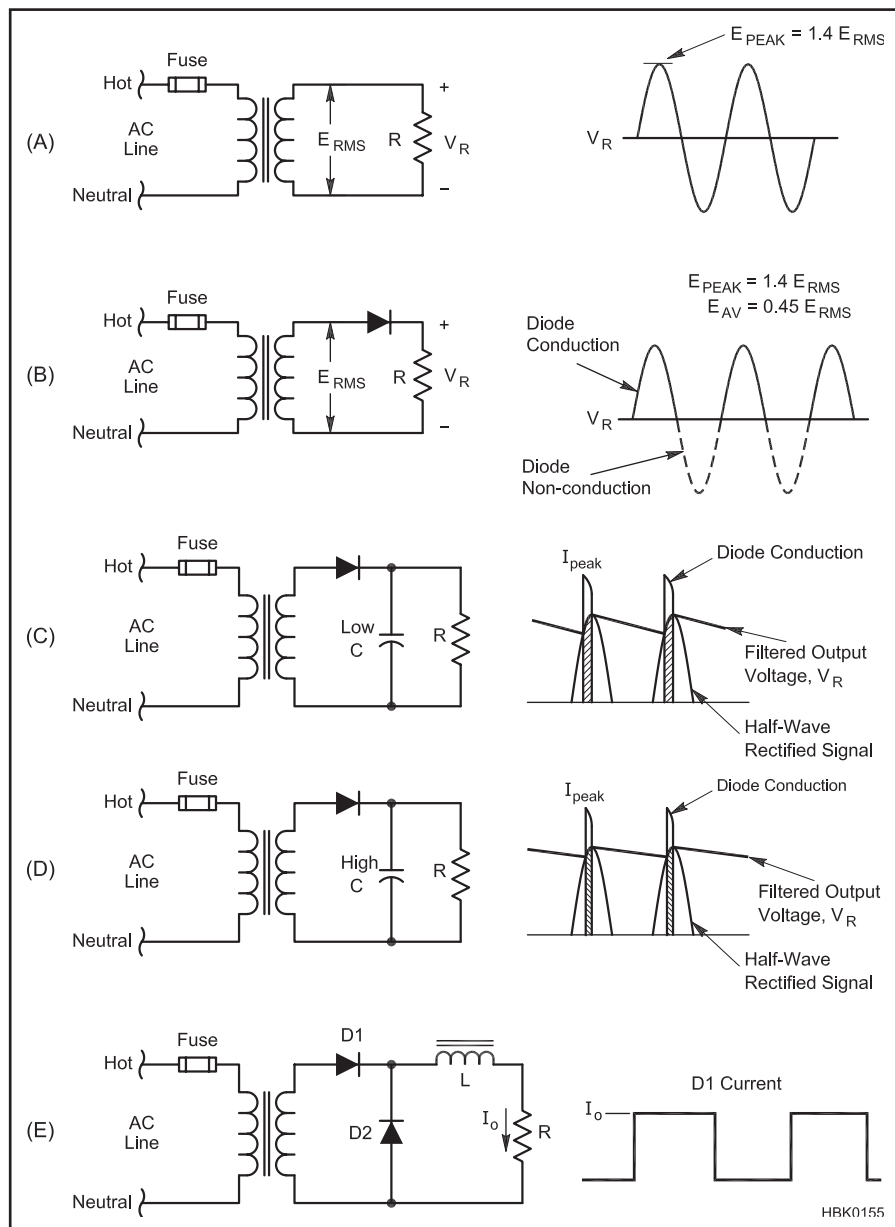 (A)
Hot
Fuse
AC
Line
Neutral
E RMS
R
+
V R
–
E PEAK = 1.4 E RMS
V R
(B)
Hot
Fuse
AC
Line
Neutral
E RMS
R
+
V R
–
E PEAK = 1.4 E RMS
E AV = 0.45 E RMS
Diode
Conduction
V R
Diode
Non-conduction
(C)
Hot
Fuse
AC
Line
Neutral
Low
C
R
I peak
Diode Conduction
Filtered Output
Voltage, V R
Half-Wave
Rectified Signal
(D)
Hot
Fuse
AC
Line
Neutral
High
C
R
I peak
Diode Conduction
Filtered Output
Voltage, V R
Half-Wave
Rectified Signal
(E)
Hot
Fuse
AC
Line
Neutral
D1
D2
L
I o
R
D1 Current
I o
HBK0155